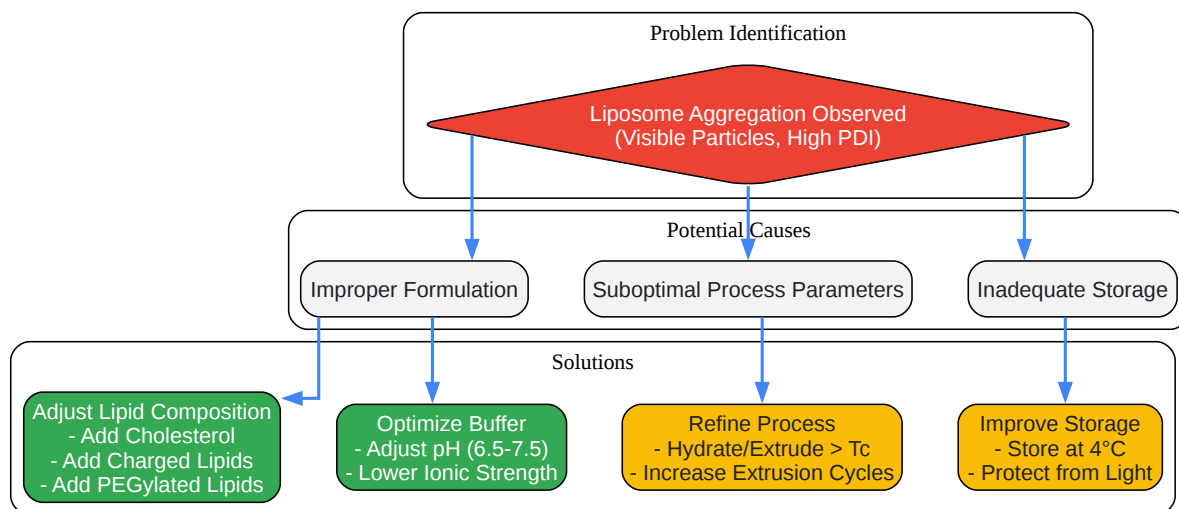 Problem Identification
Liposome Aggregation Observed
(Visible Particles, High PDI)
Potential Causes
Improper Formulation
Suboptimal Process Parameters
Inadequate Storage
Solutions
Adjust Lipid Composition
- Add Cholesterol
- Add Charged Lipids
- Add PEGylated Lipids
Optimize Buffer
- Adjust pH (6.5-7.5)
- Lower Ionic Strength
Refine Process
- Hydrate/Extrude > Tc
- Increase Extrusion Cycles
Improve Storage
- Store at 4°C
- Protect from Light